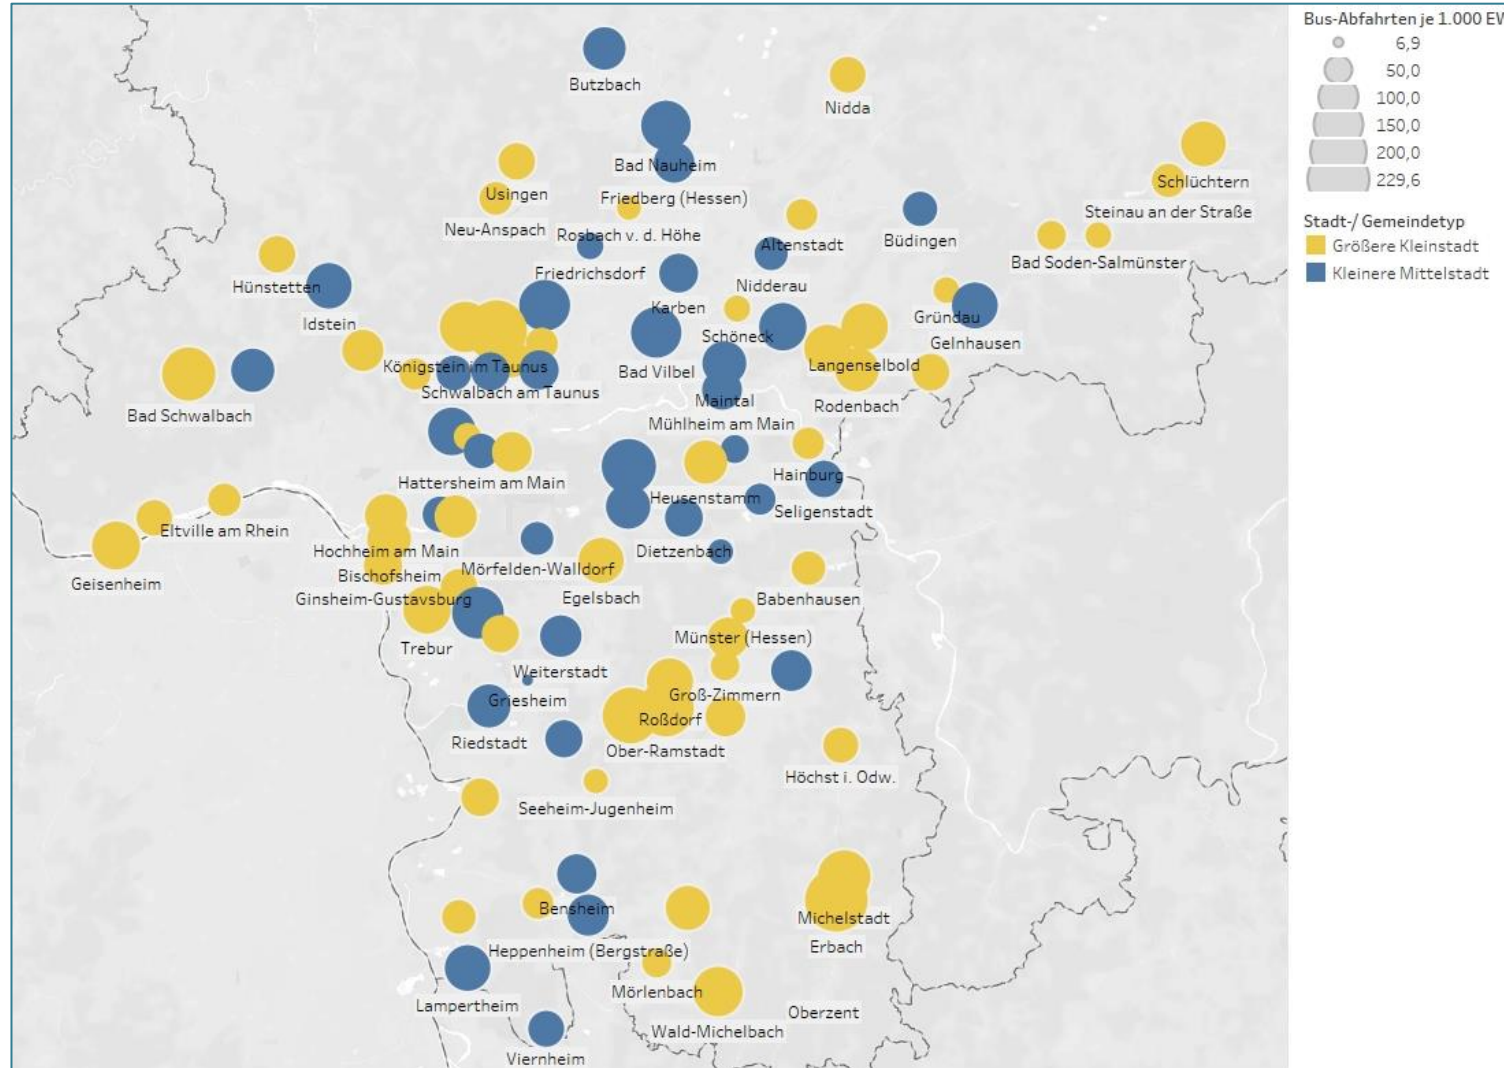 Bus-Abfahrten je 1.000 EW
6,9
50,0
100,0
150,0
200,0
229,6
Stadt-/ Gemeindetyp
Größere Kleinstadt
Kleinere Mittelstadt
Butzbach
Nidda
Bad Nauheim
Schlüchtern
Usingen
Friedberg (Hessen)
Steinau an der Straße
Neu-Anspach
Rosbach v. d. Höhe
Altenstadt
Büdingen
Bad Soden-Salmünster
Friedrichsdorf
Nidderau
Hünstetten
Karben
Gründau
Idstein
Schöneck
Gelnhausen
Königstein im Taunus
Bad Vilbel
Langenselbold
Schwalbach am Taunus
Maintal
Rodenbach
Bad Schwalbach
Mühlheim am Main
Hainburg
Hattersheim am Main
Heusenstamm
Seligenstadt
Eltville am Rhein
Hochheim am Main
Dietzenbach
Mörfelden-Walldorf
Bischofsheim
Geisenheim
Ginsheim-Gustavsburg
Egelsbach
Babenhausen
Trebur
Münster (Hessen)
Weiterstadt
Groß-Zimmern
Griesheim
Roßdorf
Riedstadt
Ober-Ramstadt
Höchst i. Odw.
Seeheim-Jugenheim
Bensheim
Michelstadt
Heppenheim (Bergstraße)
Erbach
Mörlenbach
Lampertheim
Oberzent
Wald-Michelbach
Viernheim